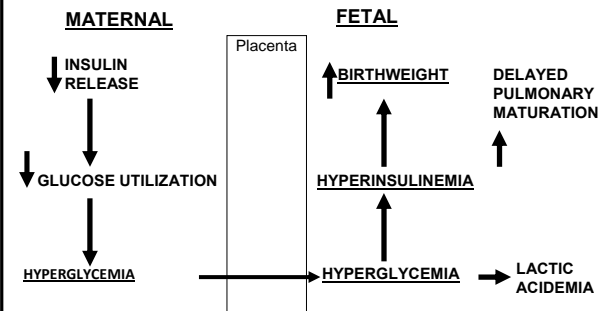 MATERNAL
FETAL
Placenta
INSULIN
RELEASE
BIRTHWEIGHT
DELAYED
PULMONARY
MATURATION
GLUCOSE UTILIZATION
HYPERINSULINEMIA
HYPERGLYCEMIA
HYPERGLYCEMIA
LACTIC
ACIDEMIA